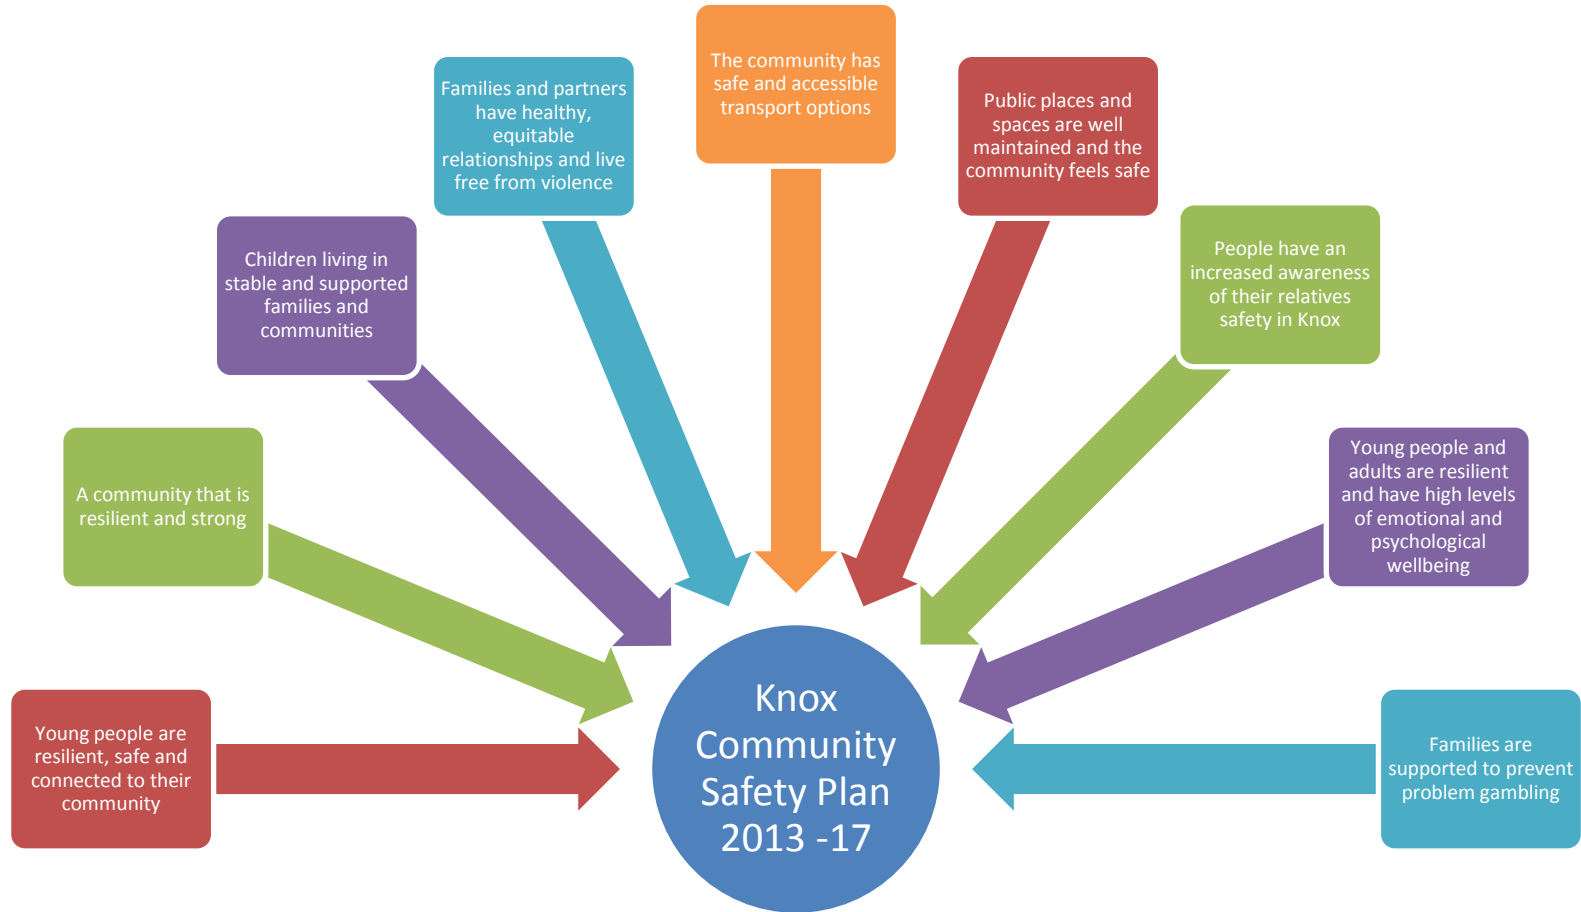 The community has
safe and accessible
transport options
Families and partners
have healthy,
equitable
relationships and live
free from violence
Public places and
spaces are well
maintained and the
community feels safe
Children living in
stable and supported
families and
communities
People have an
increased awareness
of their relatives
safety in Knox
A community that is
resilient and strong
Young people and
adults are resilient
and have high levels
of emotional and
psychological
wellbeing
Young people are
resilient, safe and
connected to their
community
Knox
Community
Safety Plan
2013 -17
Families are
supported to prevent
problem gambling